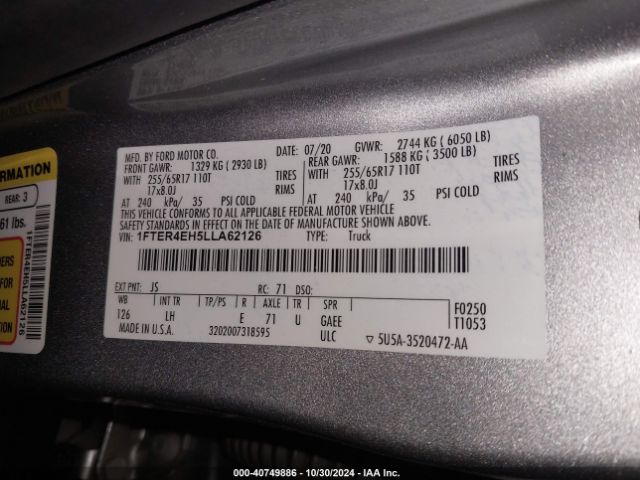 MFD. BY FORD MOTOR CO. DATE: 07/20 GVWR: 2744 KG (6050 LB)
FRONT GAWR: 1329 KG (2930 LB) REAR GAWR: 1588 KG (3500 LB)
WITH 255/65R17 110T TIRES WITH 255/65R17 110T TIRES
17x8.0J RIMS 17x8.0J RIMS
AT 240 kPa/ 35 PSI COLD AT 240 kPa/ 35 PSI COLD
THIS VEHICLE CONFORMS TO ALL APPLICABLE FEDERAL MOTOR VEHICLE
SAFETY STANDARDS IN EFFECT ON THE DATE OF MANUFACTURE SHOWN ABOVE.
VIN: 1FTER4EH5LLA62126 TYPE: Truck
EXT PNT: JS RC: 71 DSO:
WB INT TR TP/PS R AXLE TR SPR F0250
126 LH E 71 U GAEE T1053
MADE IN U.S.A. 3202007318595 ULC ▽ 5U5A-3520472-AA
FORMATION
REAR: 3
61 lbs.
1FTER4EH5LLA62126
000-40749886 - 10/30/2024 - IAA Inc.